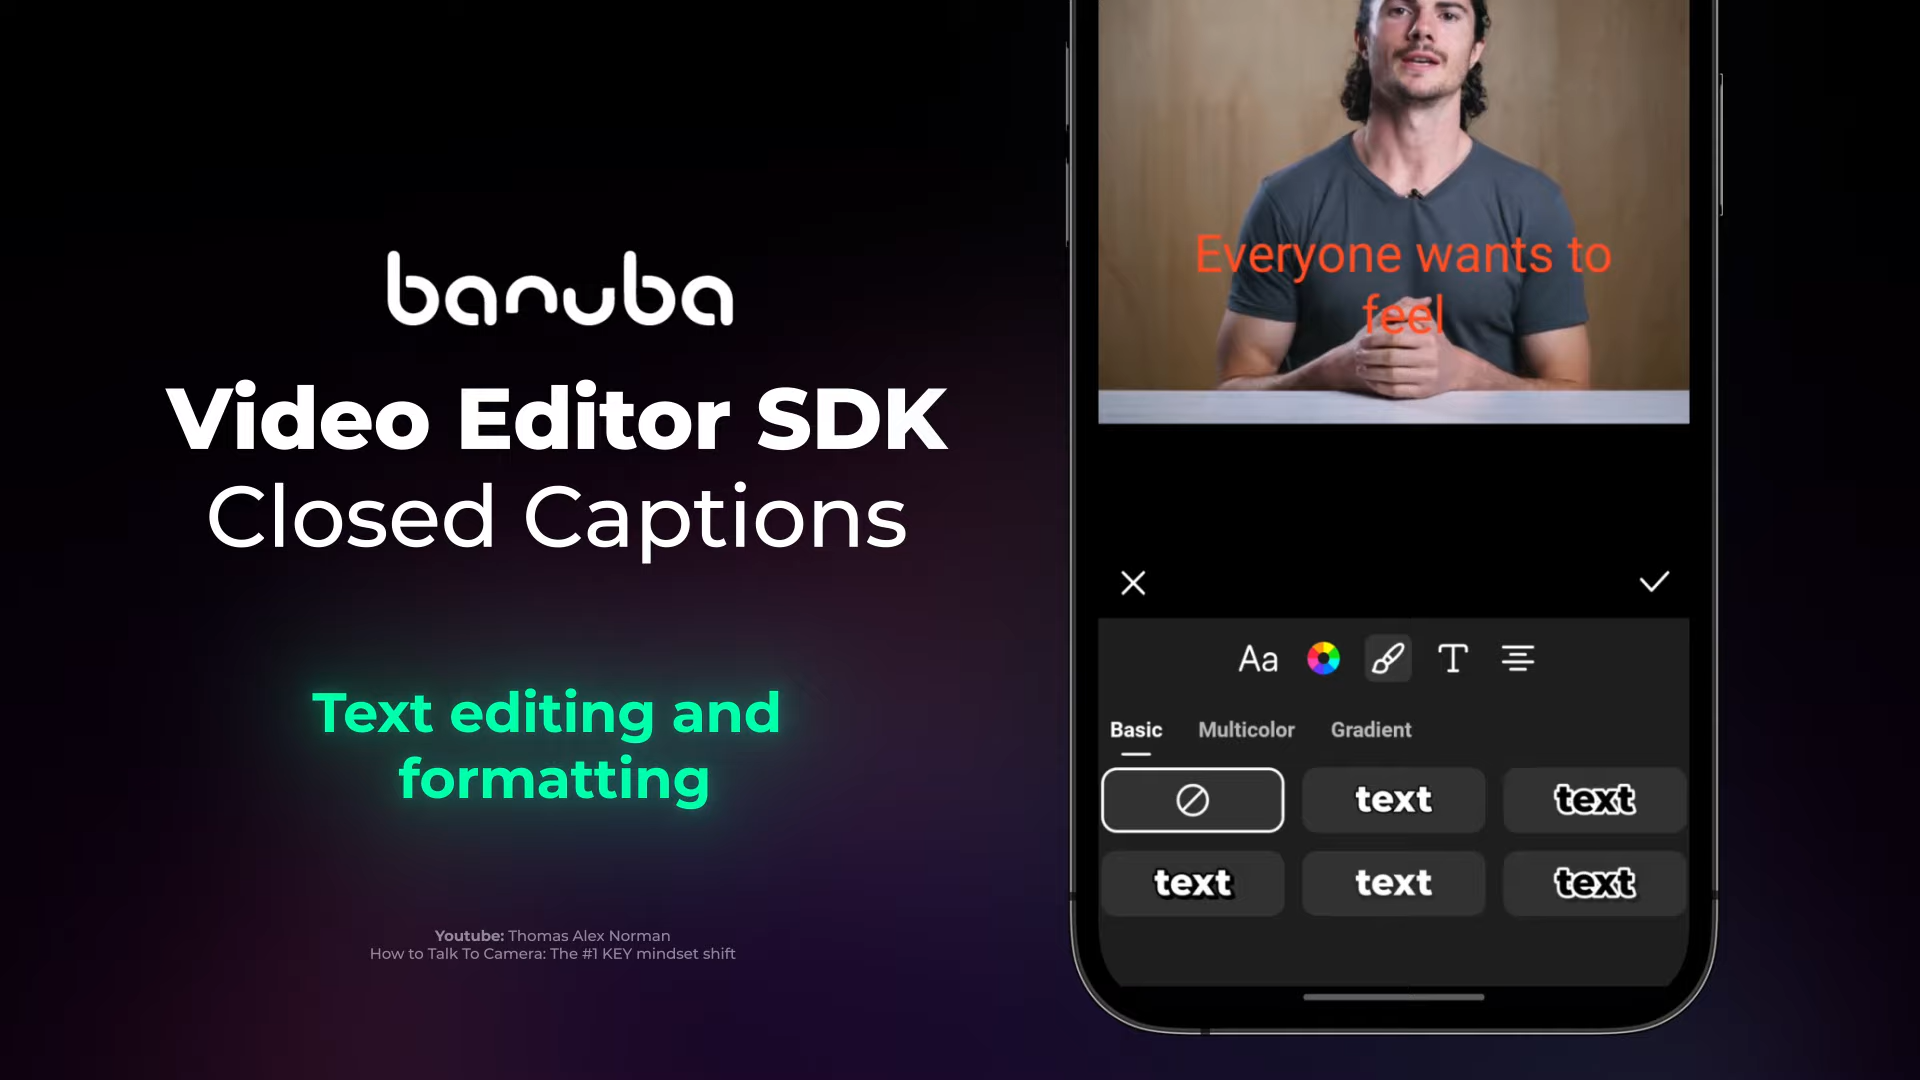 banuba
Video Editor SDK
Closed Captions
Text editing and
formatting
Youtube: Thomas Alex Norman
How to Talk To Camera: The #1 KEY mindset shift
Everyone wants to
feel
Aa T
Basic Multicolor Gradient
text text
text text text